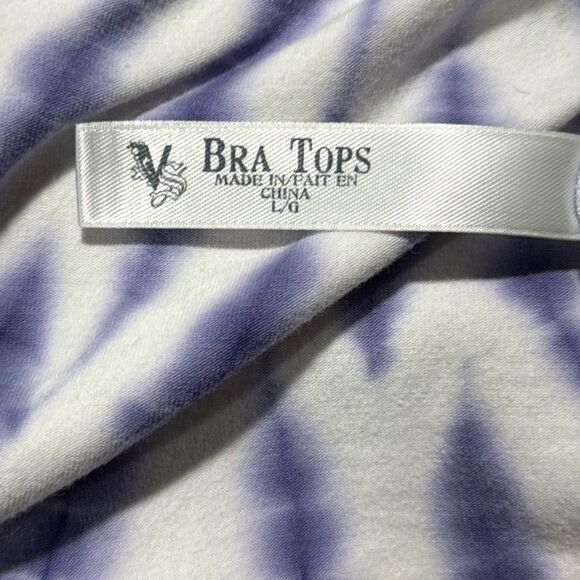 VS
BRA TOPS
MADE IN/FAIT EN
CHINA
L/G